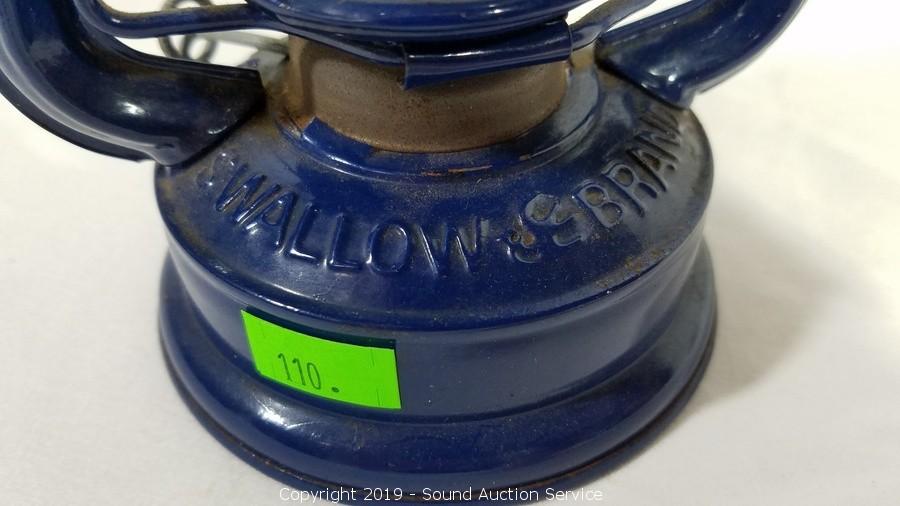 SWALLOW BRAND
110.
Copyright 2019 - Sound Auction Service